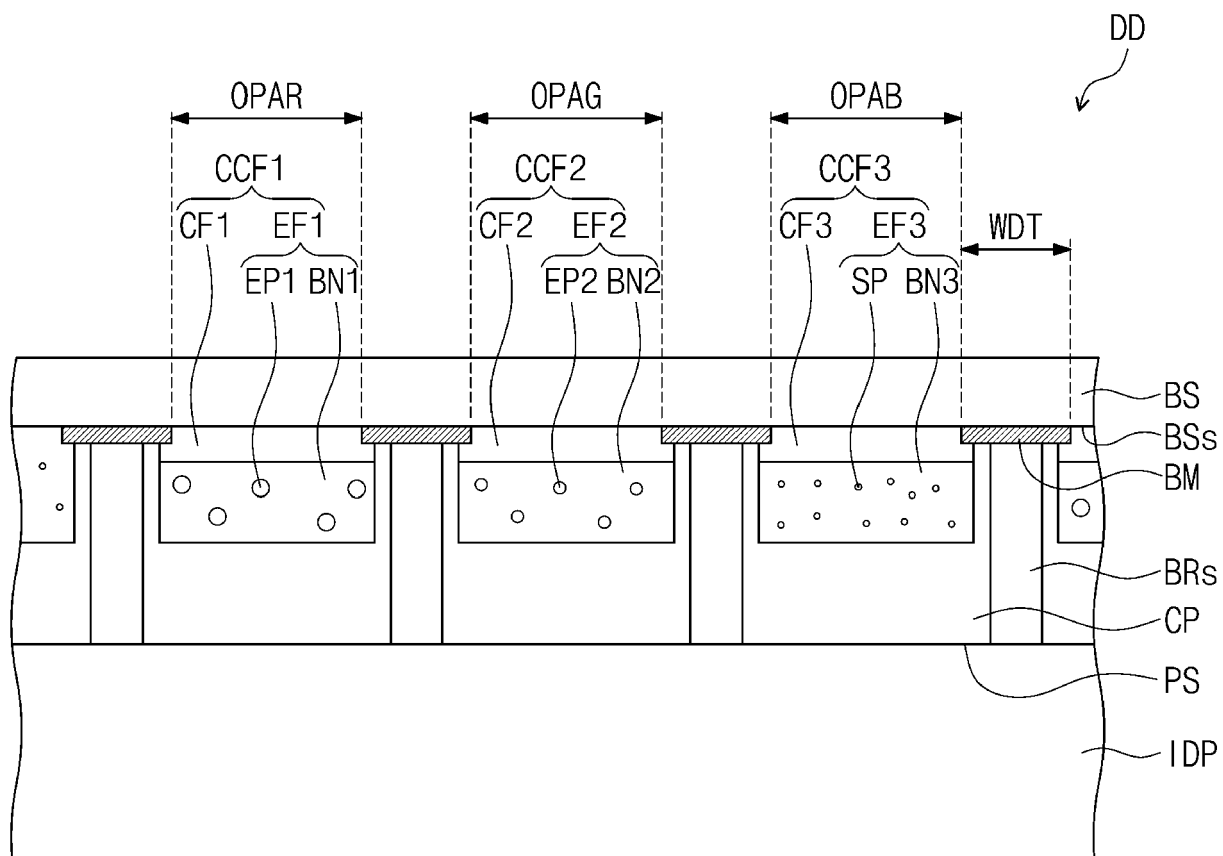 DD
OPAR OPAG OPAB
CCF1 CCF2 CCF3
CF1 EF1 CF2 EF2 CF3 EF3 WDT
EP1 BN1 EP2 BN2 SP BN3
BS
BSs
BM
BRs
CP
PS
IDP